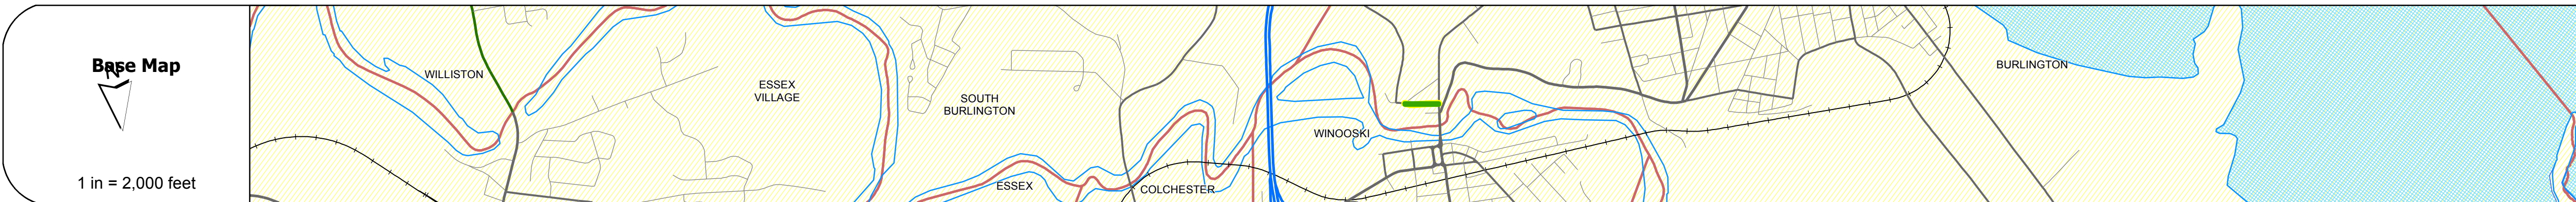 Base Map
N
1 in = 2,000 feet
WILLISTON
ESSEX
VILLAGE
SOUTH
BURLINGTON
ESSEX
COLCHESTER
WINOOSKI
BURLINGTON